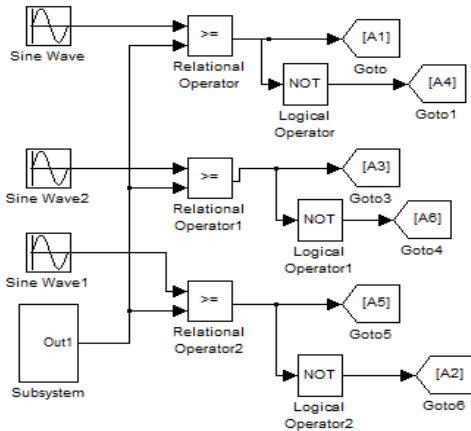 Sine Wave
>=
Relational
Operator
[A1]
Goto
NOT
Logical
Operator
[A4]
Goto1
Sine Wave2
>=
Relational
Operator1
[A3]
Goto3
NOT
Logical
Operator1
[A6]
Goto4
Sine Wave1
>=
Relational
Operator2
[A5]
Goto5
Out1
Subsystem
NOT
Logical
Operator2
[A2]
Goto6